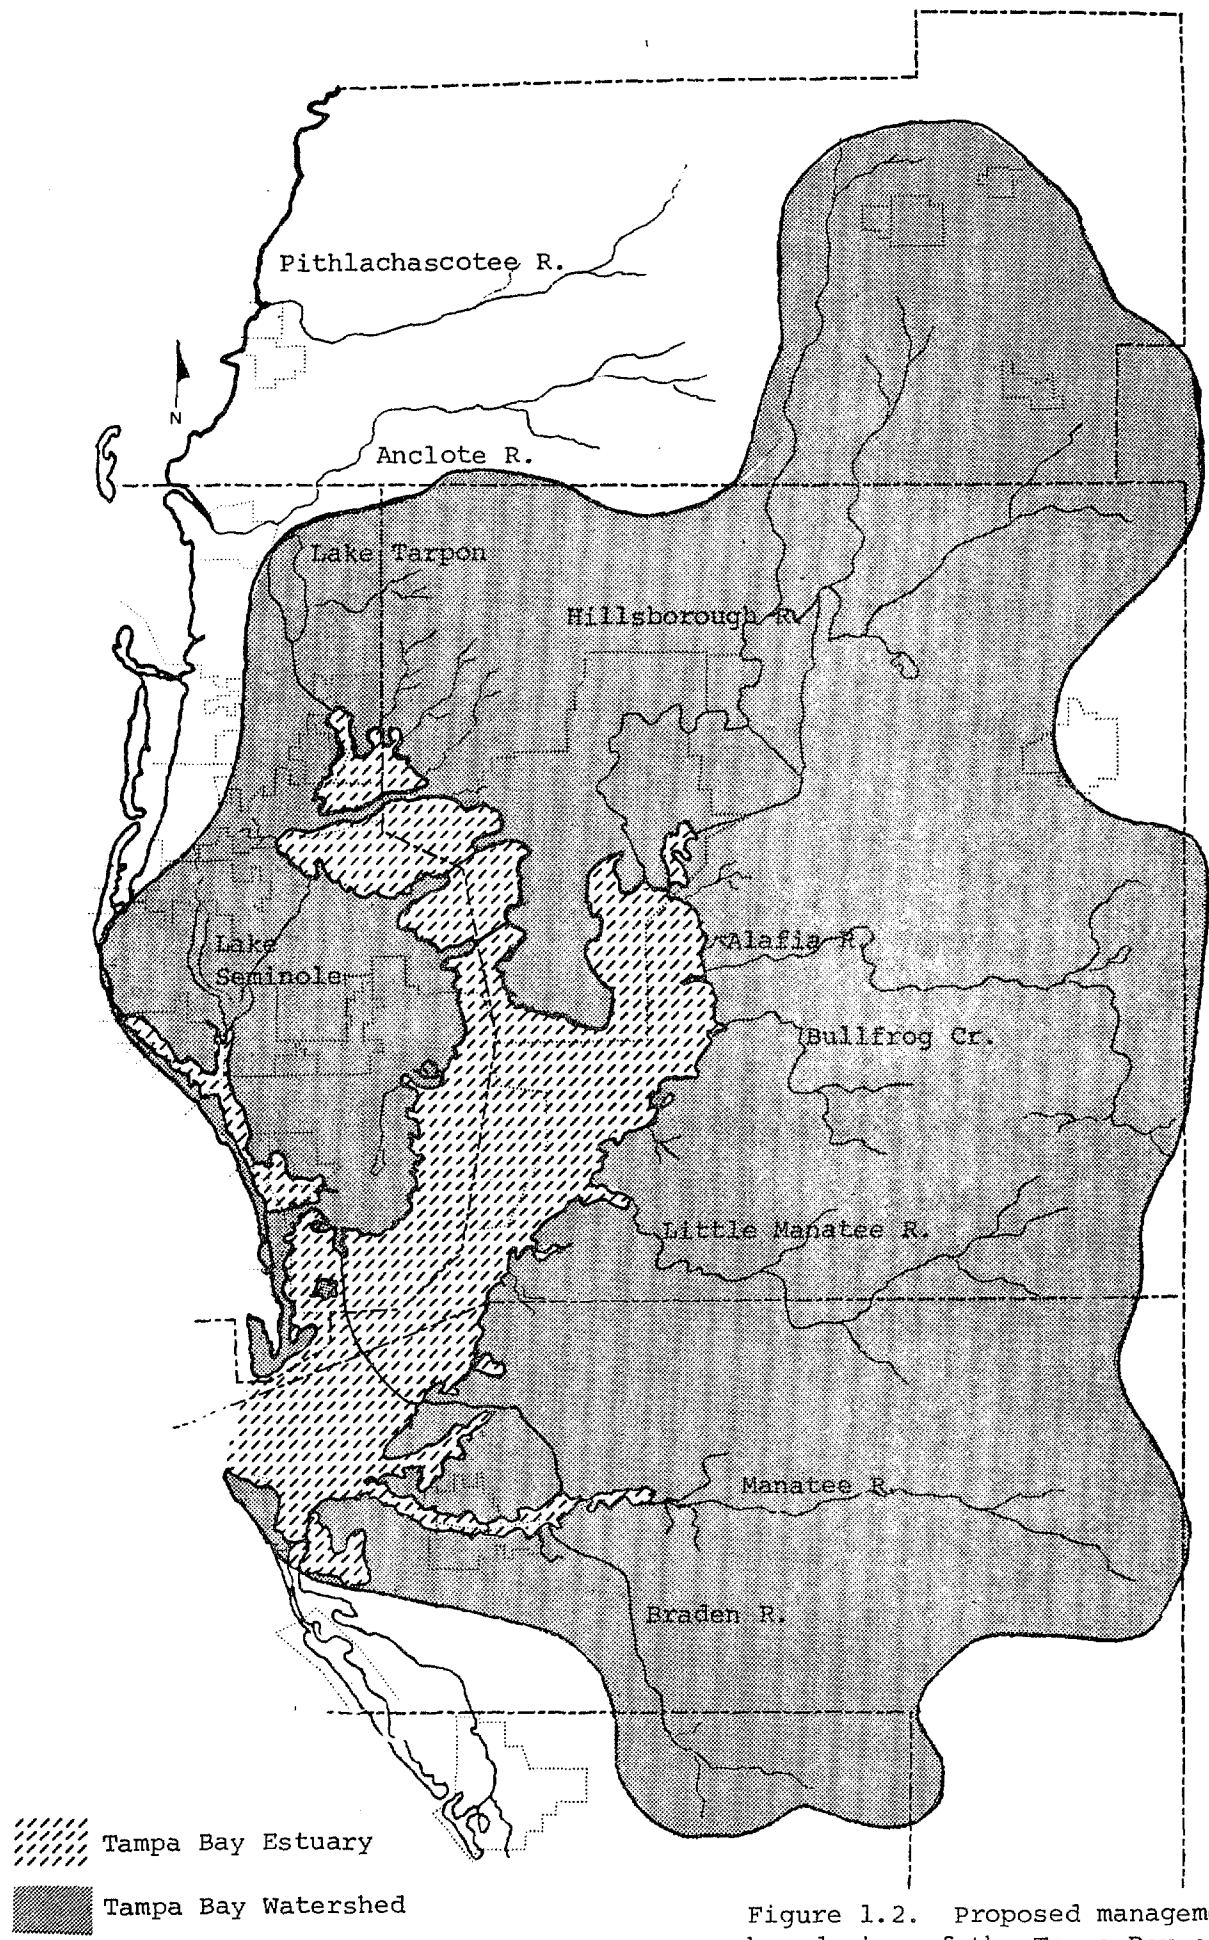 Pithlachascotee R.
N
Anclote R.
Lake Tarpon
Hillsborough R.
Lake
Seminole
Alafia R.
Bullfrog Cr.
Little Manatee R.
Manatee R.
Braden R.
Tampa Bay Estuary
Tampa Bay Watershed
Figure 1.2. Proposed managem